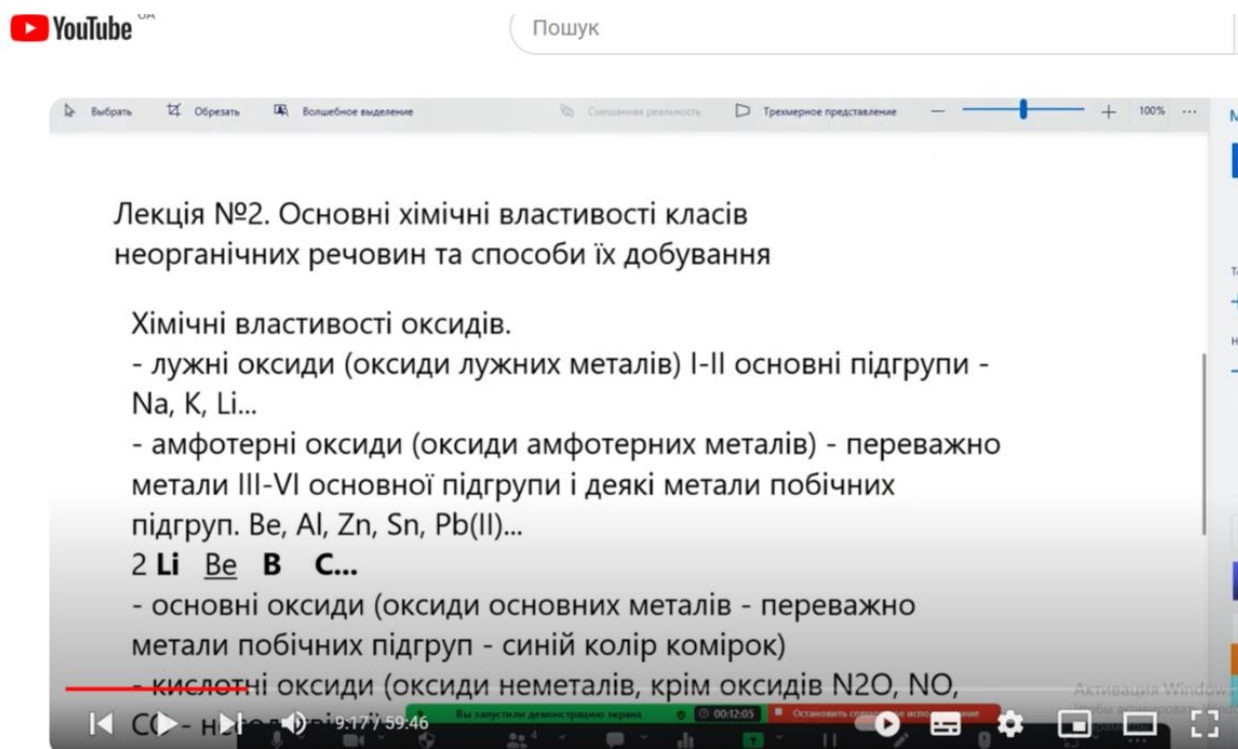 YouTube UA
Пошук
Выбрать Обрезать Волшебное выделение Смешанная реальность Трехмерное представление 100% ...
Лекція №2. Основні хімічні властивості класів
неорганічних речовин та способи їх добування
Хімічні властивості оксидів.
- лужні оксиди (оксиди лужних металів) I-II основні підгрупи -
Na, K, Li...
- амфотерні оксиди (оксиди амфотерних металів) - переважно
метали III-VI основної підгрупи і деякі метали побічних
підгруп. Be, Al, Zn, Sn, Pb(II)...
2 Li Be B C...
- основні оксиди (оксиди основних металів - переважно
метали побічних підгруп - синій колір комірок)
- кислотні оксиди (оксиди неметалів, крім оксидів N2O, NO,
Активация Windows
CO -
9:17 / 59:46
Вы запустили демонстрацию экрана 00:12:05 Остановить
4